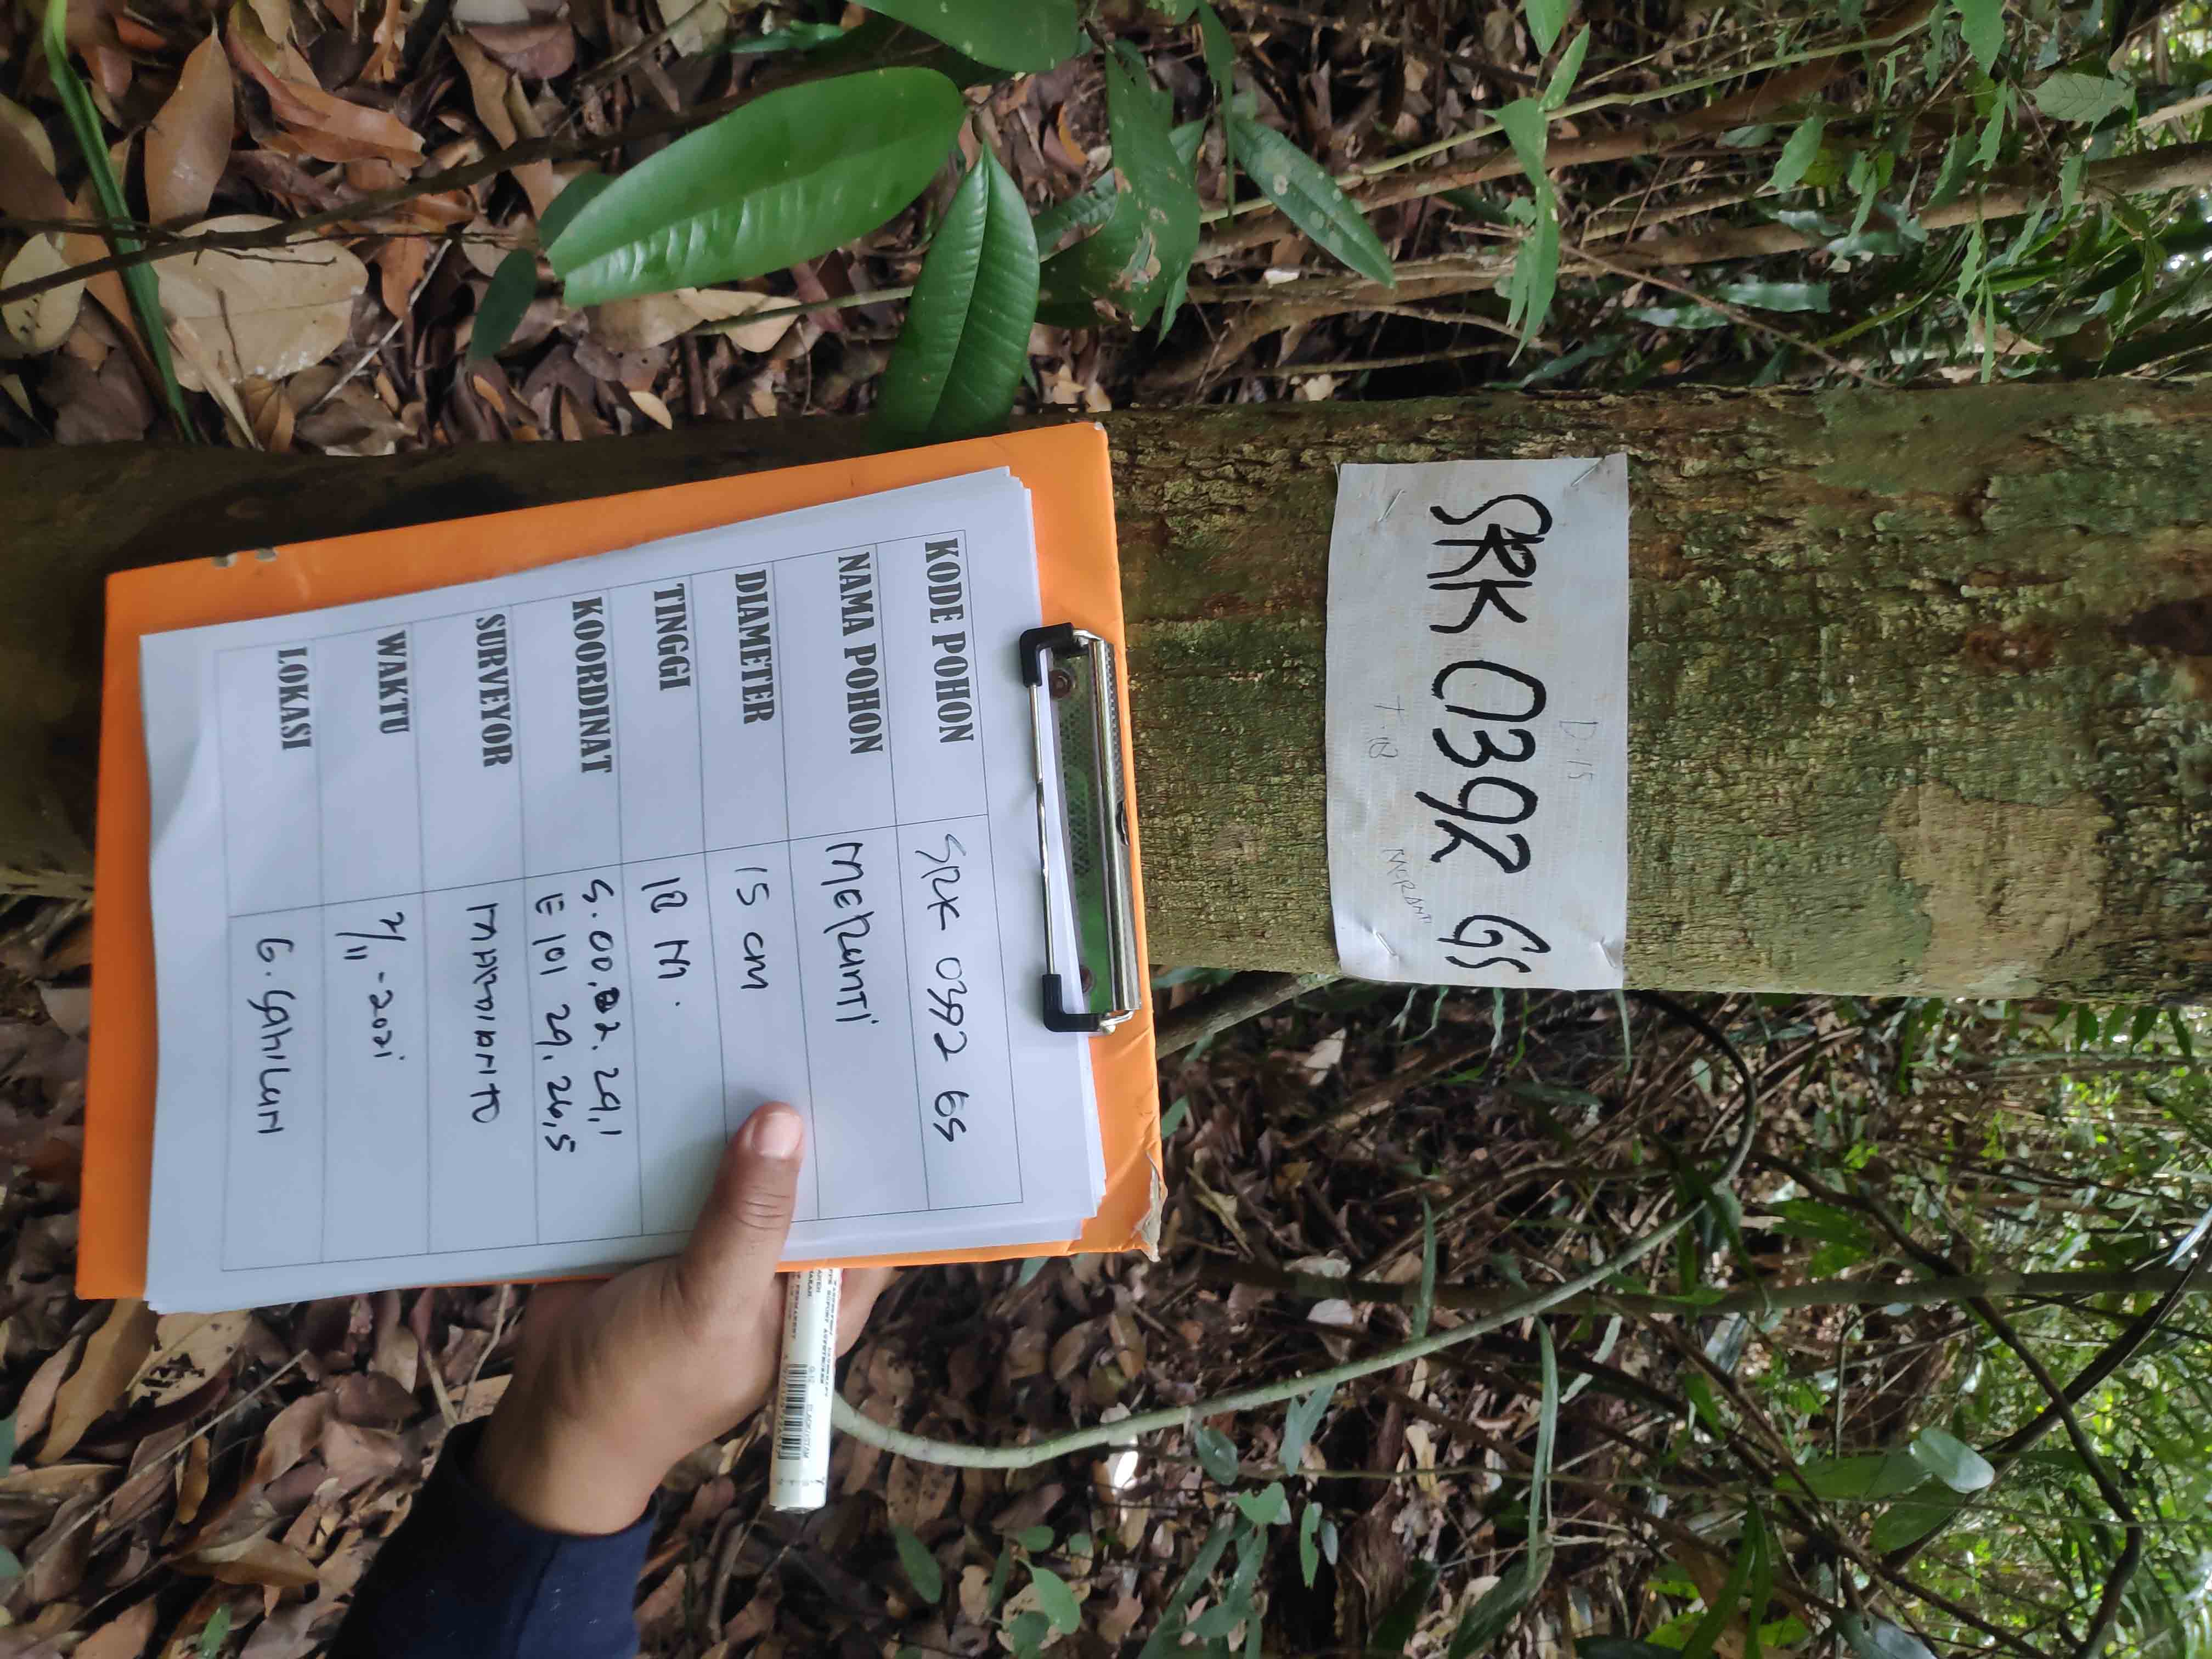 D-15
SRK 0392 GS
T-18
MERANTI
KODE POHON SRK 0392 GS
NAMA POHON MERANTI
DIAMETER 15 cm
TINGGI 18 M.
KOORDINAT S. 00.02. 29,1
E 101 29. 26,5
SURVEYOR MARDIANTO
WAKTU 2/11-2021
LOKASI G. SAHILAN
PERMANENT